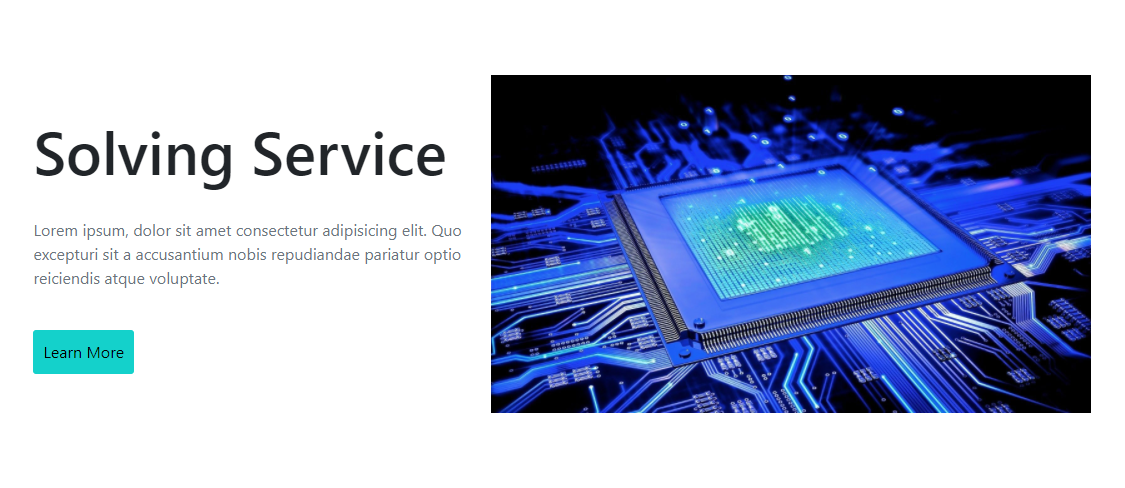 Solving Service
Lorem ipsum, dolor sit amet consectetur adipisicing elit. Quo
excepturi sit a accusantium nobis repudiandae pariatur optio
reiciendis atque voluptate.
Learn More